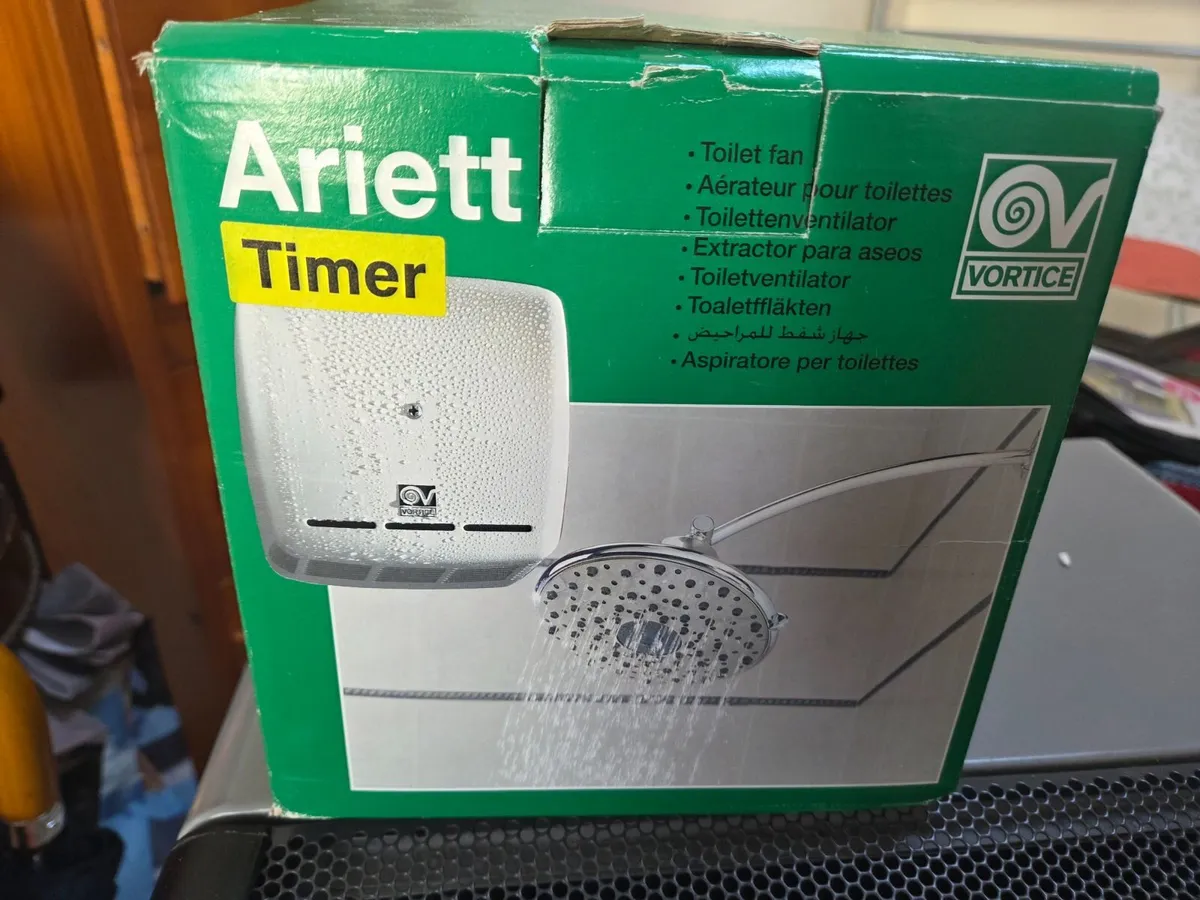 Ariett
Timer
• Toilet fan
• Aérateur pour toilettes
• Toilettenventilator
• Extractor para aseos
• Toiletventilator
• Toalettfläkten
• جهاز شفط للمراحيض
• Aspiratore per toilettes
VORTICE
VORTICE